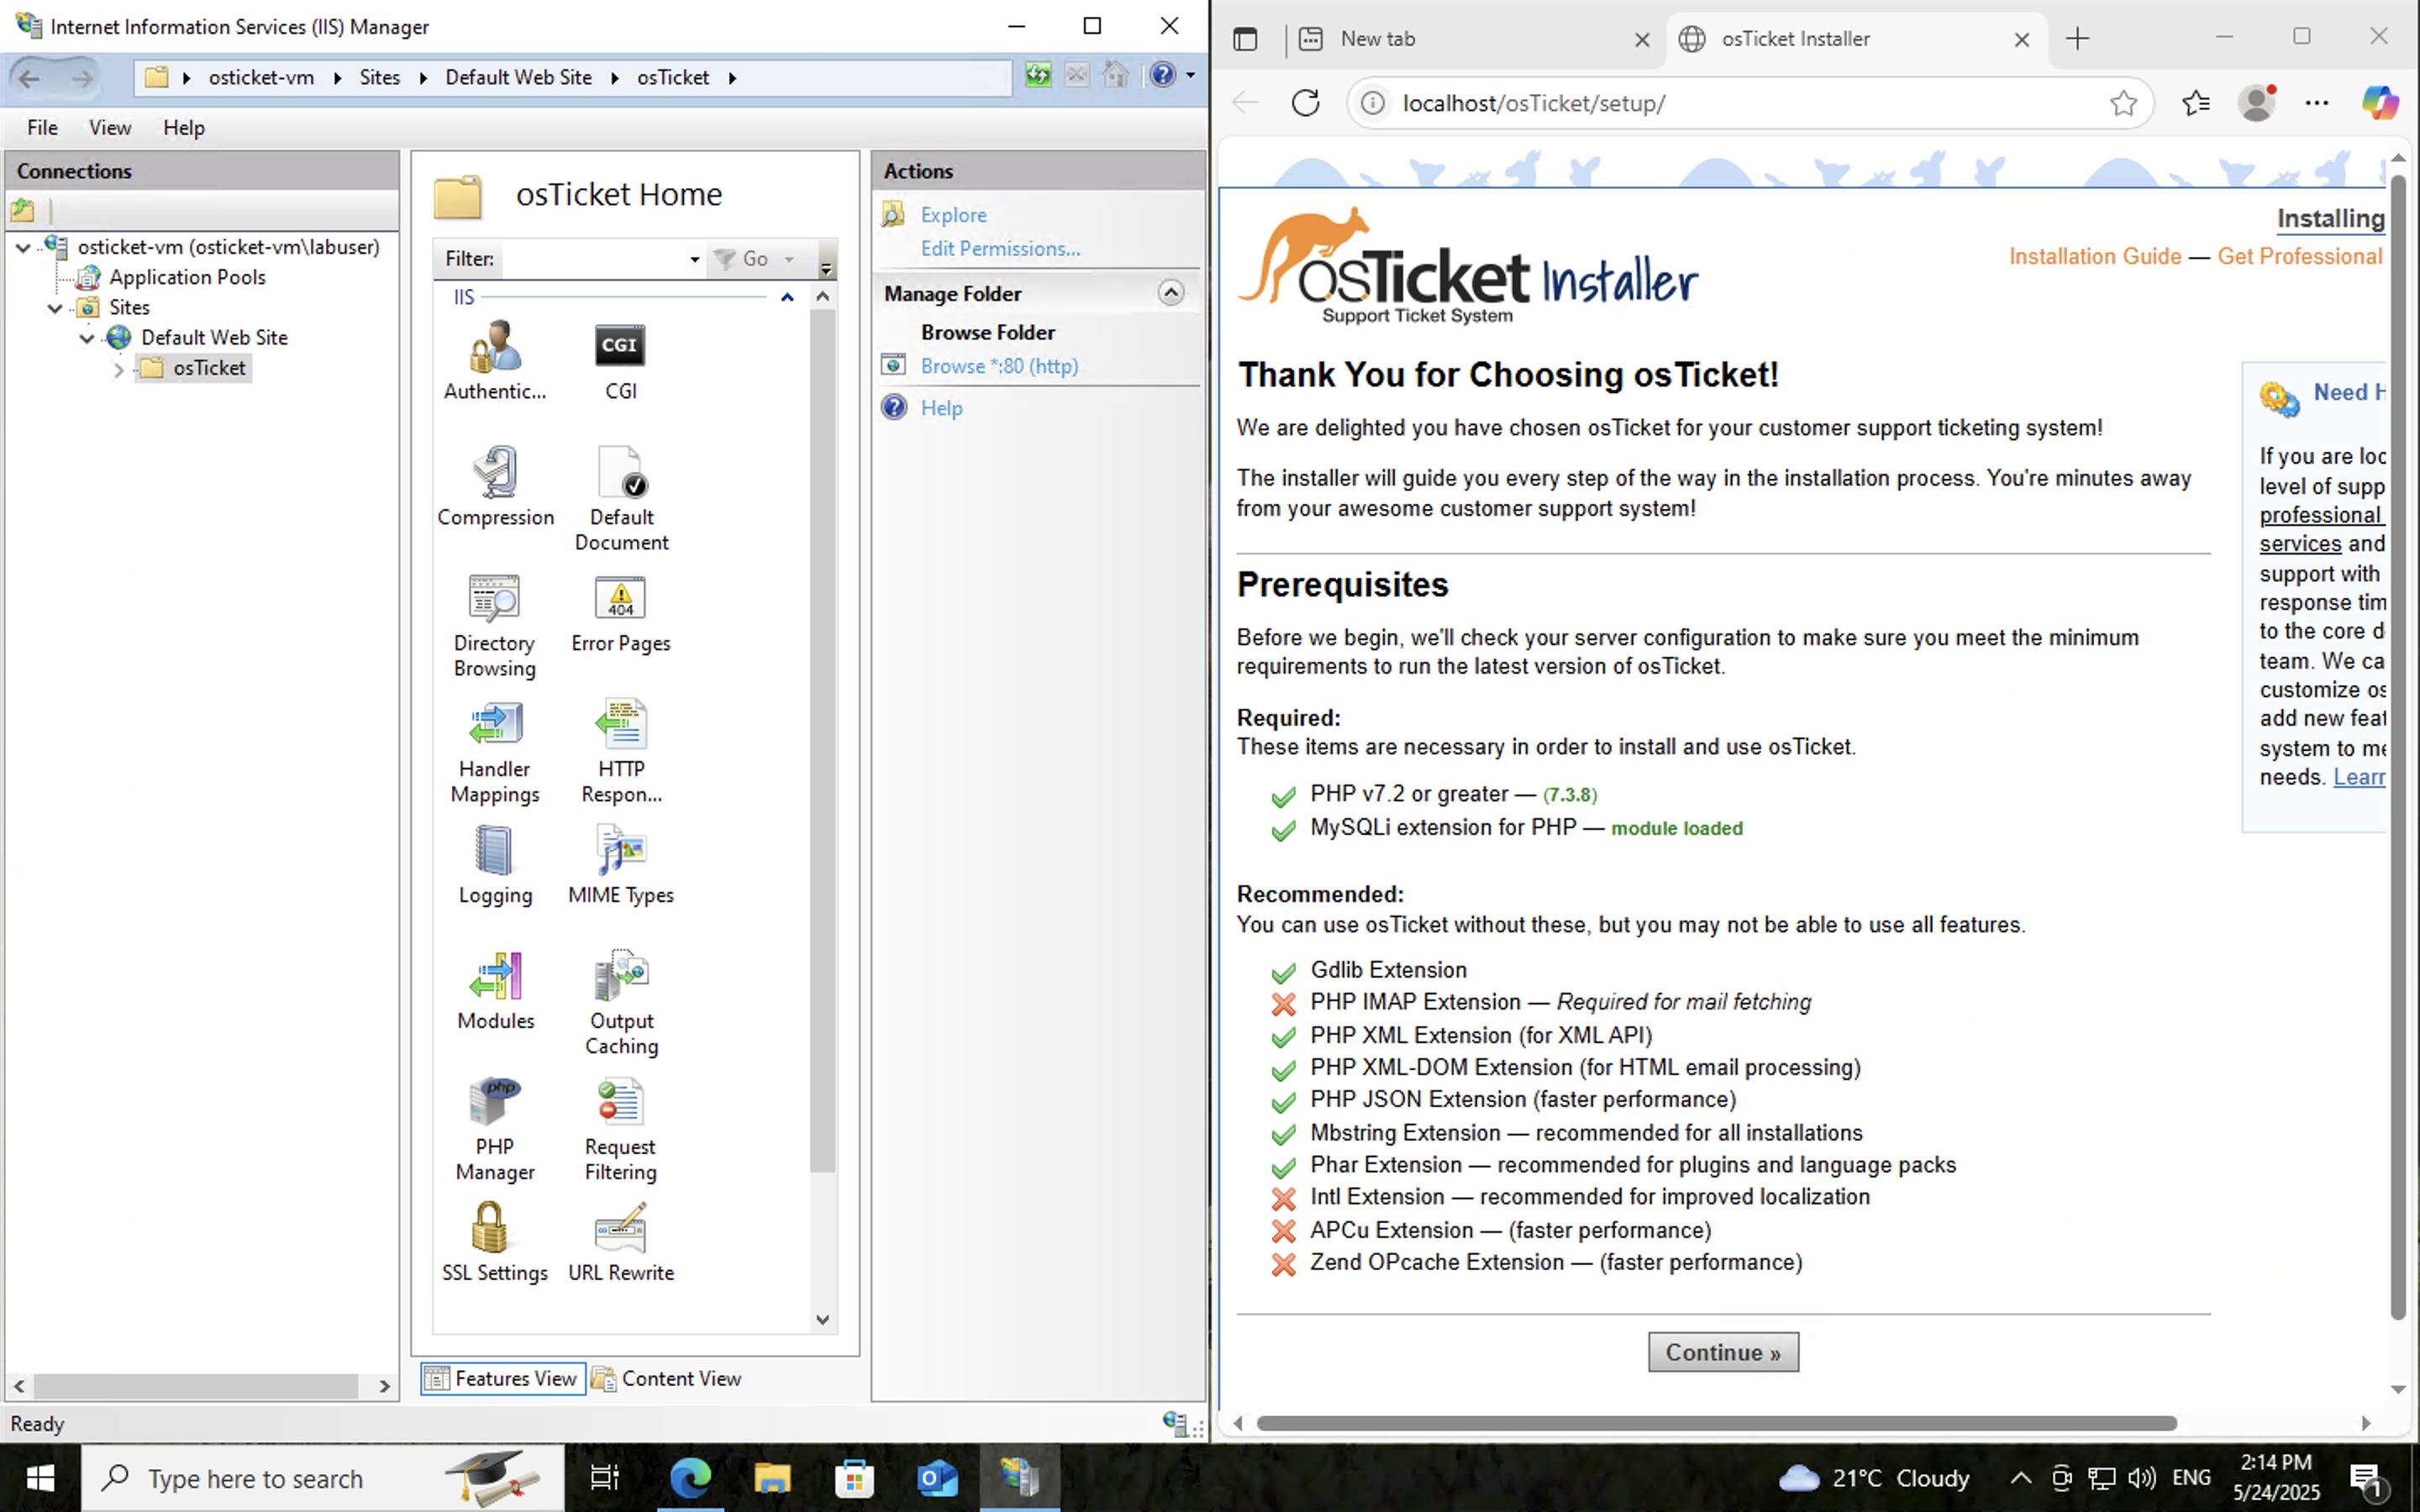 Internet Information Services (IIS) Manager
osticket-vm
Sites
Default Web Site
osTicket
File
View
Help
Connections
osticket-vm (osticket-vm\labuser)
Application Pools
Sites
Default Web Site
osTicket
osTicket Home
Filter:
Go
IIS
Authentic...
CGI
CGI
Compression
Default
Document
Directory
Browsing
404
Error Pages
Handler
Mappings
HTTP
Respon...
Logging
MIME Types
Modules
Output
Caching
php
PHP
Manager
Request
Filtering
SSL Settings
URL Rewrite
Features View
Content View
Actions
Explore
Edit Permissions...
Manage Folder
Browse Folder
Browse *:80 (http)
Help
Ready
New tab
osTicket Installer
localhost/osTicket/setup/
osTicket Installer
Support Ticket System
Installing
Installation Guide — Get Professional
Thank You for Choosing osTicket!
We are delighted you have chosen osTicket for your customer support ticketing system!
The installer will guide you every step of the way in the installation process. You're minutes away
from your awesome customer support system!
Prerequisites
Before we begin, we'll check your server configuration to make sure you meet the minimum
requirements to run the latest version of osTicket.
Required:
These items are necessary in order to install and use osTicket.
PHP v7.2 or greater — (7.3.8)
MySQLi extension for PHP — module loaded
Recommended:
You can use osTicket without these, but you may not be able to use all features.
Gdlib Extension
PHP IMAP Extension — Required for mail fetching
PHP XML Extension (for XML API)
PHP XML-DOM Extension (for HTML email processing)
PHP JSON Extension (faster performance)
Mbstring Extension — recommended for all installations
Phar Extension — recommended for plugins and language packs
Intl Extension — recommended for improved localization
APCu Extension — (faster performance)
Zend OPcache Extension — (faster performance)
Continue »
Need
If you are
level of supp
professional
services and
support with
response tim
to the core d
team. We ca
customize os
add new feat
system to me
needs. Learn
Type here to search
21°C Cloudy
ENG
2:14 PM
5/24/2025
1